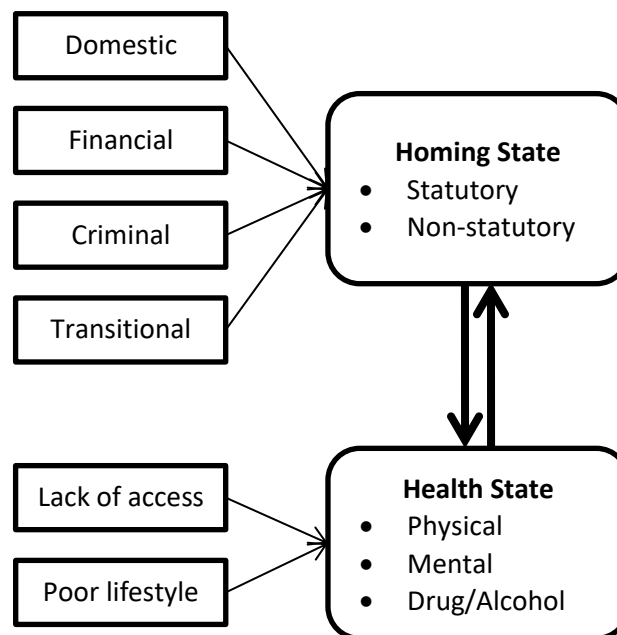 Domestic
Financial
Criminal
Transitional
Homing State
• Statutory
• Non-statutory
Lack of access
Poor lifestyle
Health State
• Physical
• Mental
• Drug/Alcohol